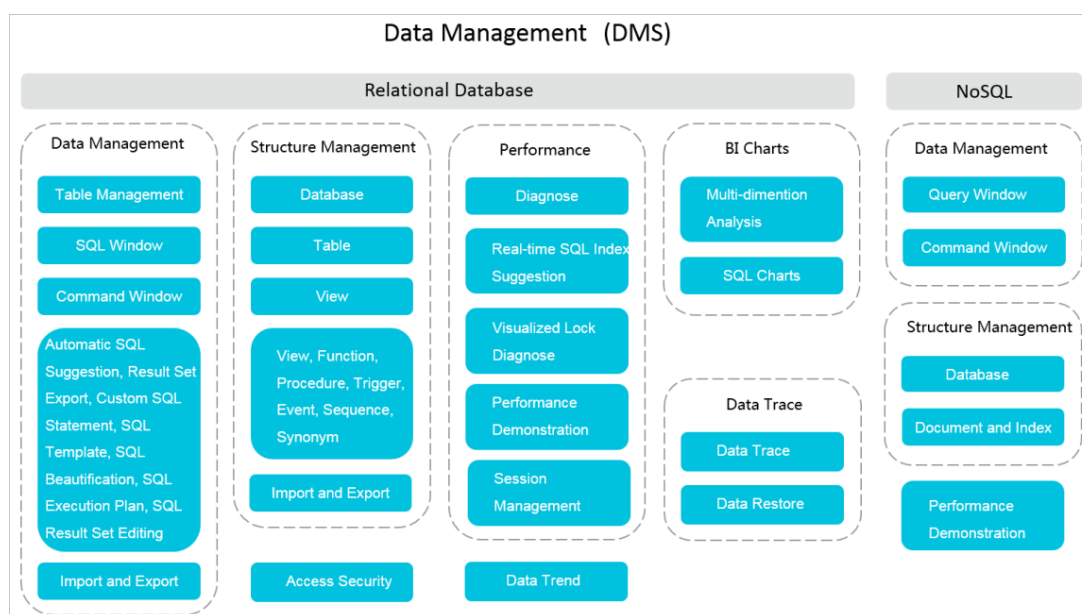 Data Management (DMS)
Relational Database
NoSQL
Data Management
Table Management
SQL Window
Command Window
Automatic SQL
Suggestion, Result Set
Export, Custom SQL
Statement, SQL
Template, SQL
Beautification, SQL
Execution Plan, SQL
Result Set Editing
Import and Export
Structure Management
Database
Table
View
View, Function,
Procedure, Trigger,
Event, Sequence,
Synonym
Import and Export
Access Security
Performance
Diagnose
Real-time SQL Index
Suggestion
Visualized Lock
Diagnose
Performance
Demonstration
Session
Management
Data Trend
BI Charts
Multi-dimention
Analysis
SQL Charts
Data Trace
Data Trace
Data Restore
Data Management
Query Window
Command Window
Structure Management
Database
Document and Index
Performance
Demonstration